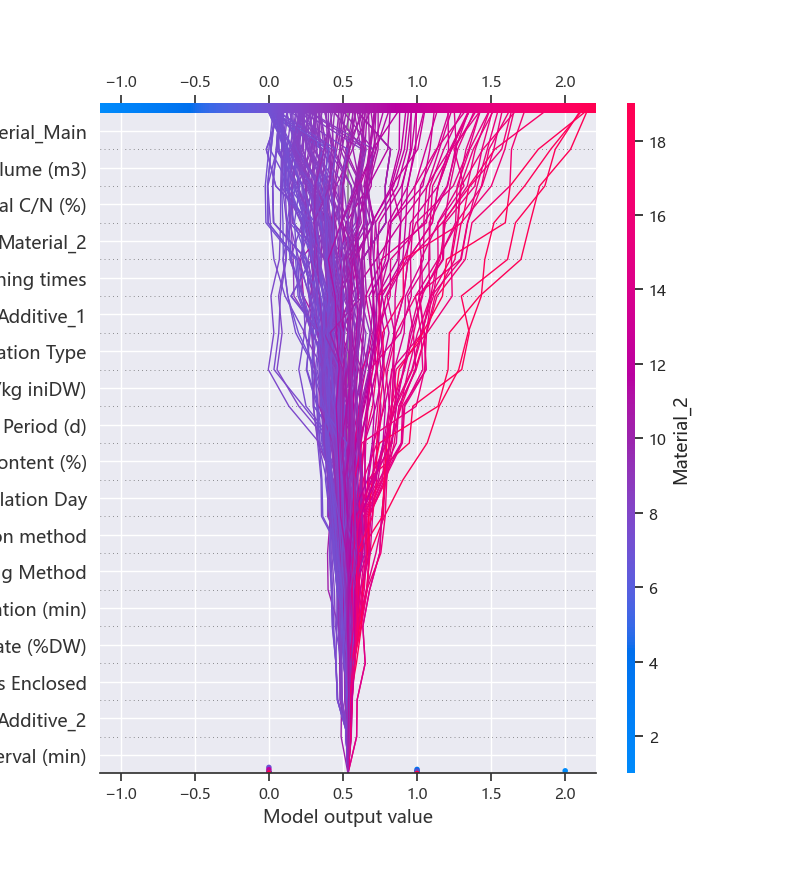 −1.0 −0.5 0.0 0.5 1.0 1.5 2.0
erial_Main
lume (m3)
al C/N (%)
Material_2
ning times
Additive_1
ation Type
/kg iniDW)
Period (d)
ontent (%)
lation Day
on method
g Method
ation (min)
ate (%DW)
s Enclosed
Additive_2
erval (min)
−1.0 −0.5 0.0 0.5 1.0 1.5 2.0
Model output value
18
16
14
12
10
8
6
4
2
Material_2